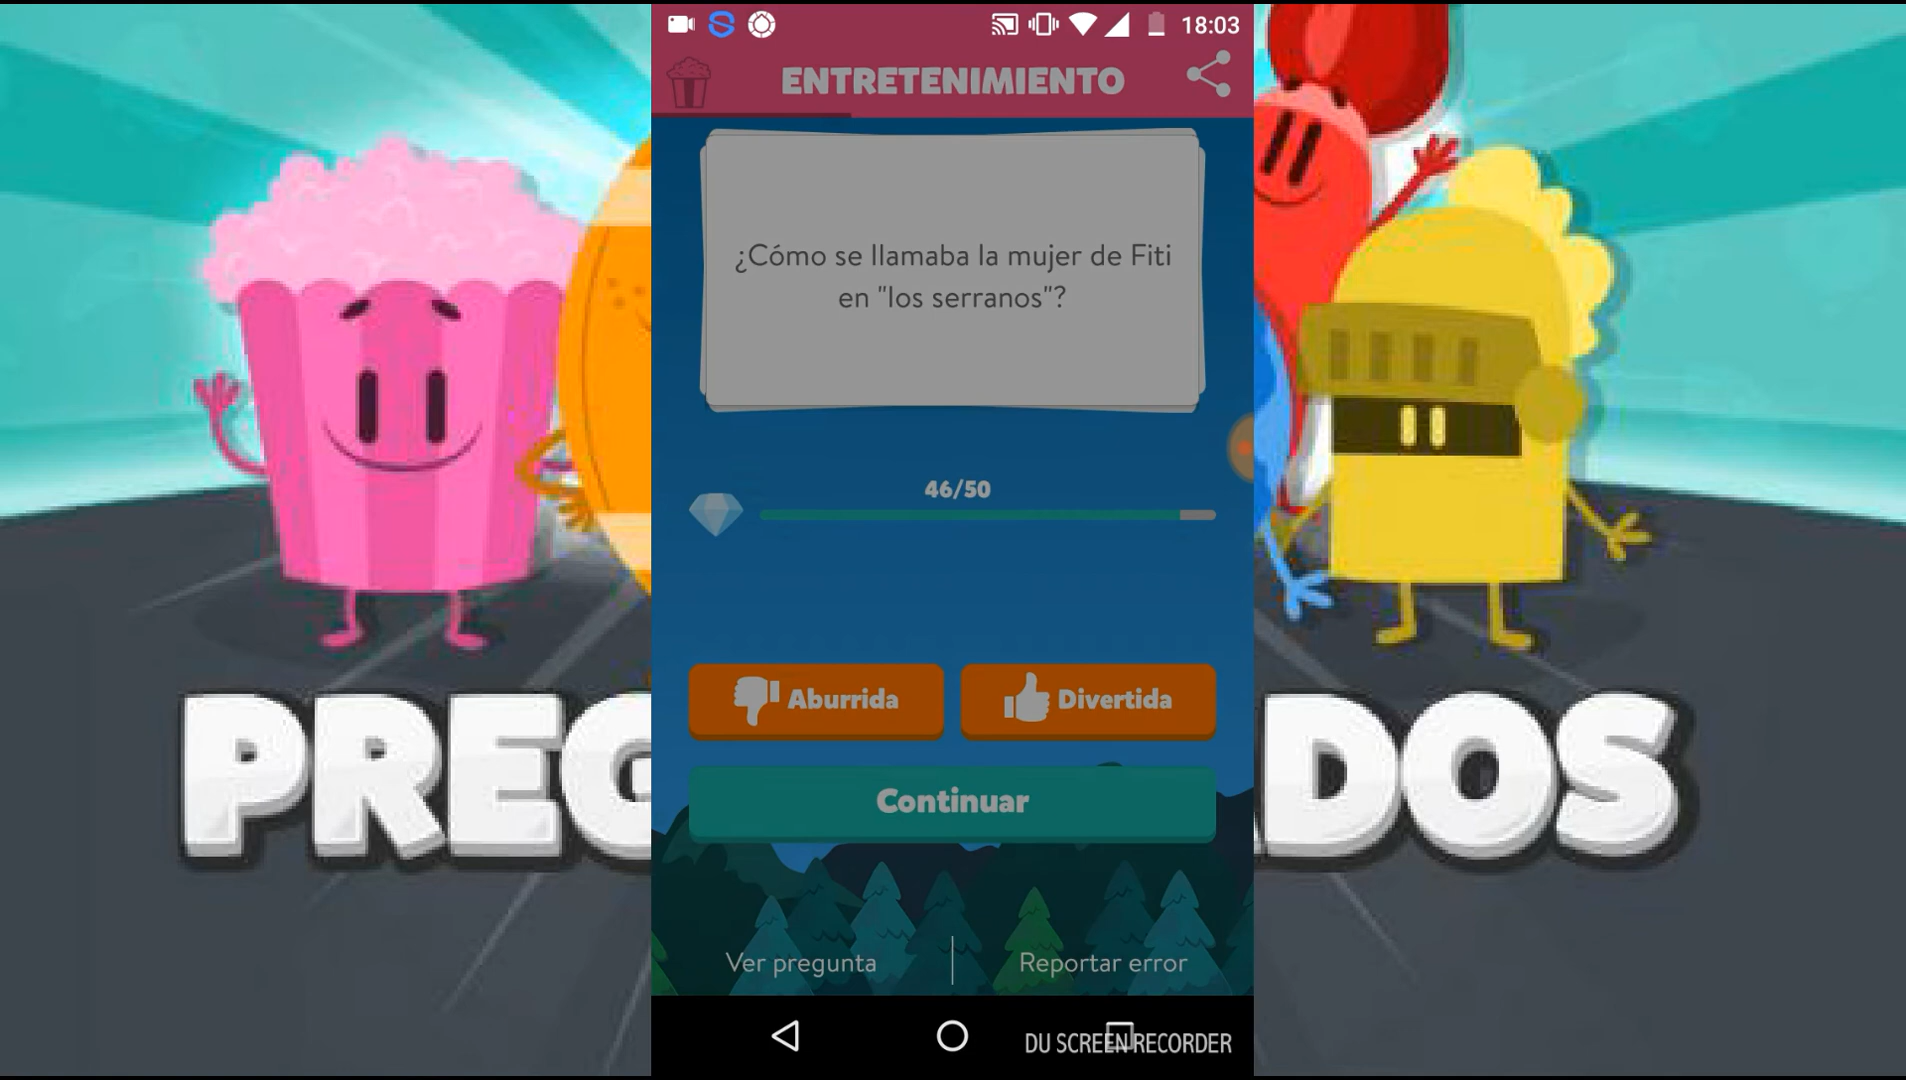 18:03
ENTRETENIMIENTO
¿Cómo se llamaba la mujer de Fiti
en "los serranos"?
46/50
Aburrida
Divertida
Continuar
PREG
ADOS
Ver pregunta
Reportar error
DU SCREEN RECORDER